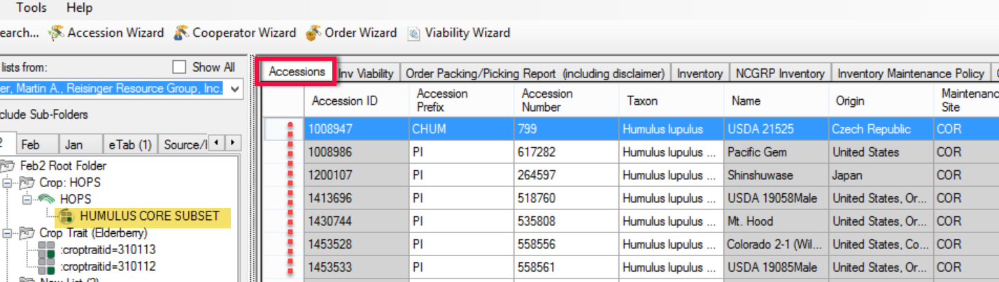 Tools Help
earch... Accession Wizard Cooperator Wizard Order Wizard Viability Wizard
lists from: Show All
er, Martin A., Reisinger Resource Group, Inc.
clude Sub-Folders
2 Feb Jan eTab (1) Source/I
Feb2 Root Folder
Crop: HOPS
HOPS
HUMULUS CORE SUBSET
Crop Trait (Elderberry)
:croptraitid=310113
:croptraitid=310112
New List (2)
Accessions Inv Viability Order Packing/Picking Report (including disclaimer) Inventory NCGRP Inventory Inventory Maintenance Policy
Accession ID Accession Prefix Accession Number Taxon Name Origin Maintenanc Site
1008947 CHUM 799 Humulus lupulus USDA 21525 Czech Republic COR
1008986 PI 617282 Humulus lupulus ... Pacific Gem United States COR
1200107 PI 264597 Humulus lupulus ... Shinshuwase Japan COR
1413696 PI 518760 Humulus lupulus ... USDA 19058Male United States, Or... COR
1430744 PI 535808 Humulus lupulus ... Mt. Hood United States, Or... COR
1453528 PI 558556 Humulus lupulus ... Colorado 2-1 (Wil... United States, Co... COR
1453533 PI 558561 Humulus lupulus ... USDA 19085Male United States, Or... COR